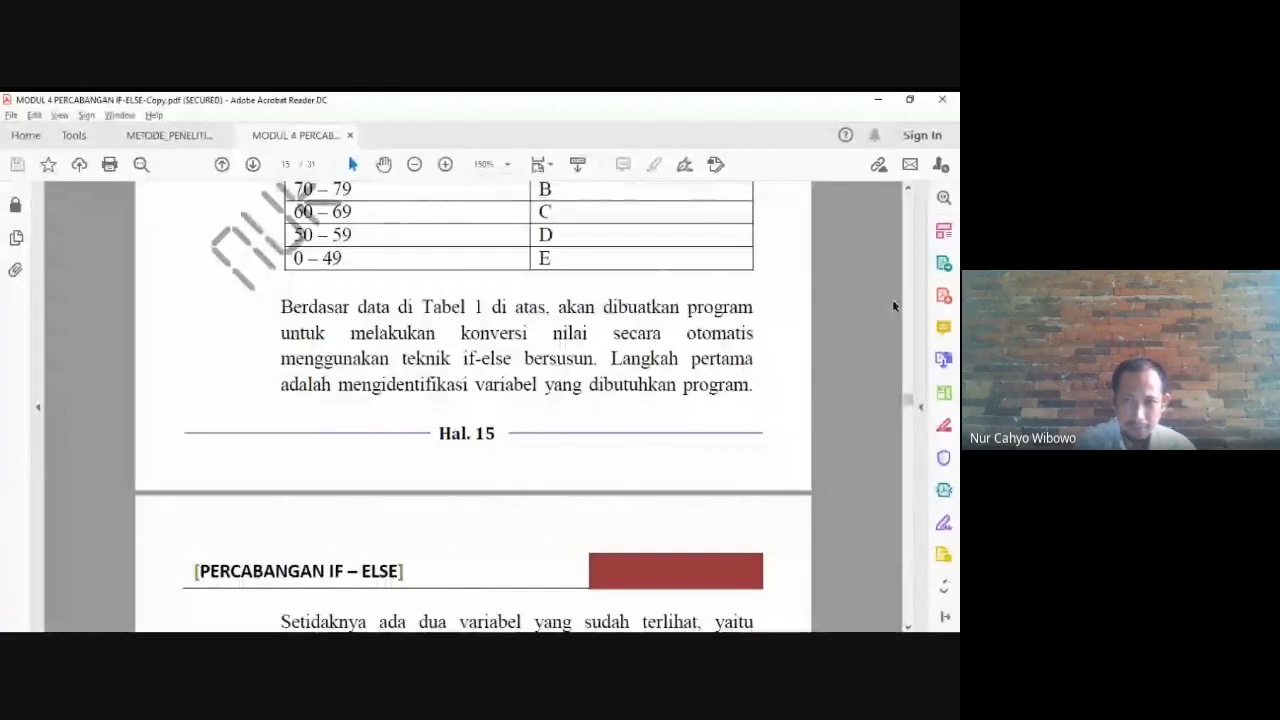 MODUL 4 PERCABANGAN IF-ELSE-Copy.pdf (SECURED) - Adobe Acrobat Reader DC
File Edit View Sign Window Help
Home Tools METODE_PENELITI... MODUL 4 PERCAB... × Sign In
15 / 31 150%
70 – 79 B
60 – 69 C
50 – 59 D
0 – 49 E
Berdasar data di Tabel 1 di atas, akan dibuatkan program
untuk melakukan konversi nilai secara otomatis
menggunakan teknik if-else bersusun. Langkah pertama
adalah mengidentifikasi variabel yang dibutuhkan program.
Hal. 15
[PERCABANGAN IF – ELSE]
Setidaknya ada dua variabel yang sudah terlihat, yaitu
Nur Cahyo Wibowo